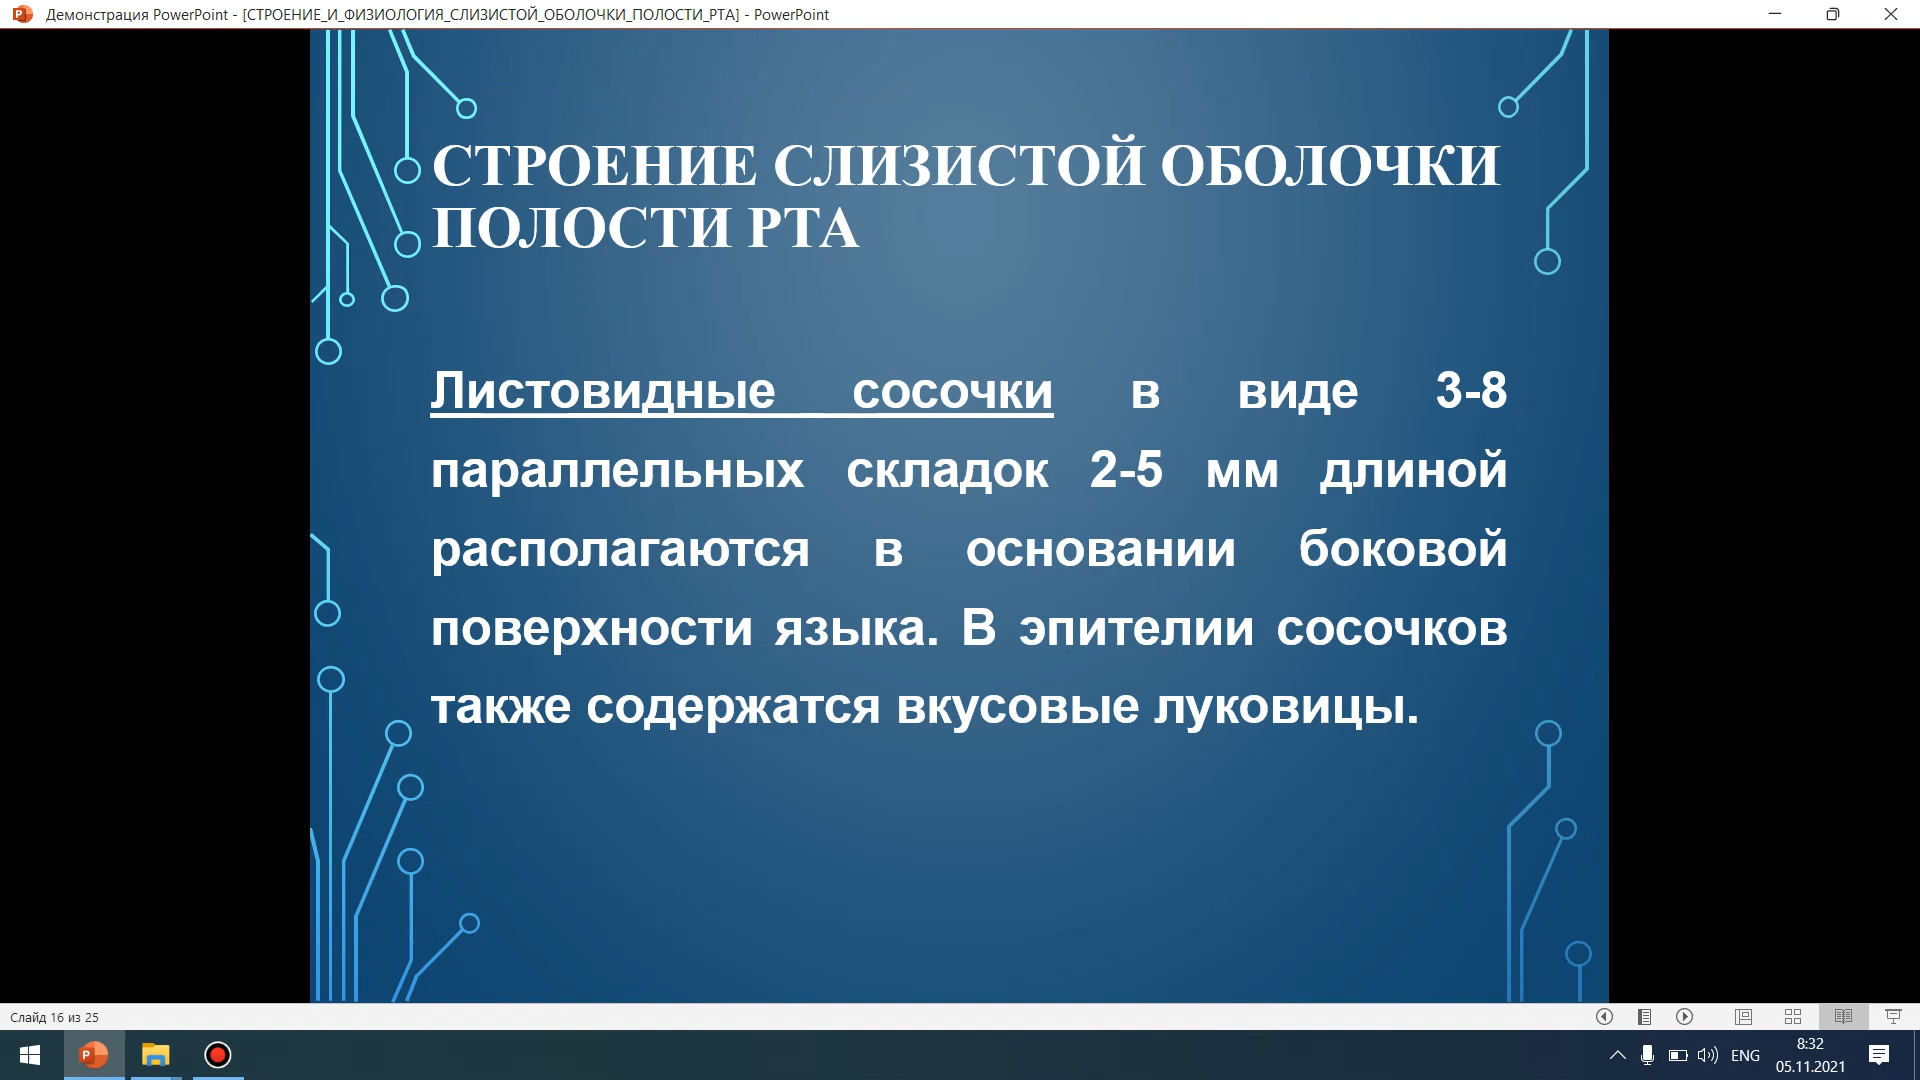 Демонстрация PowerPoint - [СТРОЕНИЕ_И_ФИЗИОЛОГИЯ_СЛИЗИСТОЙ_ОБОЛОЧКИ_ПОЛОСТИ_РТА] - PowerPoint
СТРОЕНИЕ СЛИЗИСТОЙ ОБОЛОЧКИ
ПОЛОСТИ РТА
Листовидные сосочки в виде 3-8
параллельных складок 2-5 мм длиной
располагаются в основании боковой
поверхности языка. В эпителии сосочков
также содержатся вкусовые луковицы.
Слайд 16 из 25
ENG
8:32
05.11.2021